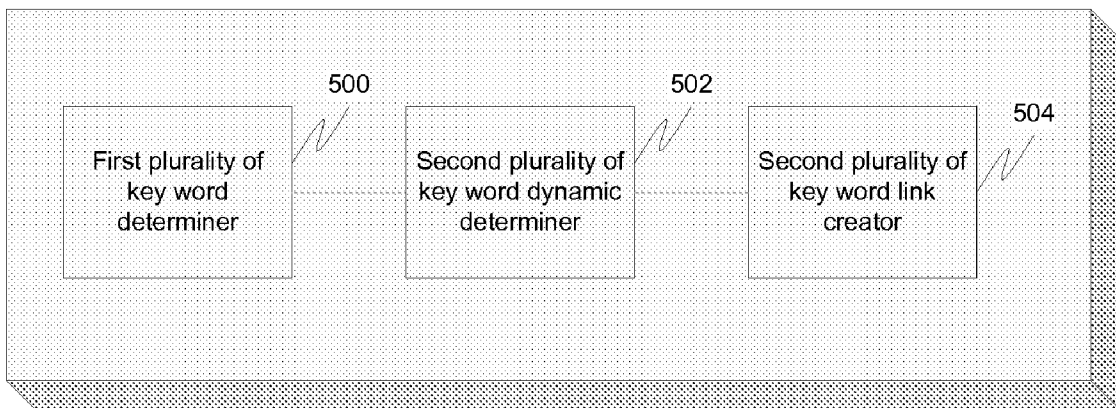 500
502
504
First plurality of
key word
determiner
Second plurality of
key word dynamic
determiner
Second plurality of
key word link
creator